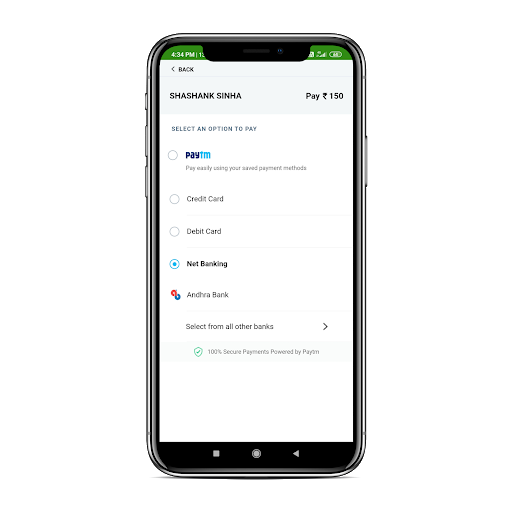 4:34 PM | 1
BACK
SHASHANK SINHA Pay ₹ 150
SELECT AN OPTION TO PAY
paytm
Pay easily using your saved payment methods
Credit Card
Debit Card
Net Banking
Andhra Bank
Select from all other banks
100% Secure Payments Powered by Paytm